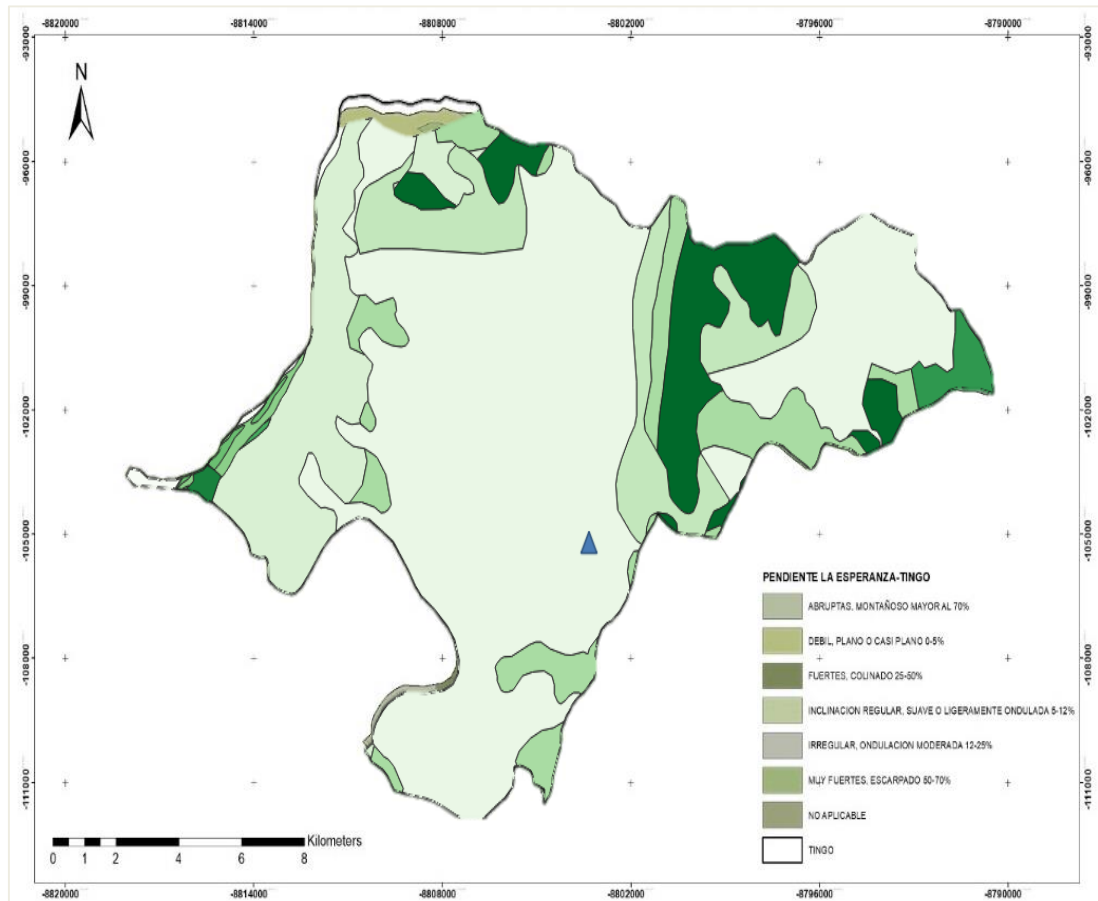 -8820000 -8814000 -8808000 -8802000 -8796000 -8790000
-93000 -93000
N
-96000 -96000
-99000 -99000
-102000 -102000
-105000 -105000
PENDIENTE LA ESPERANZA-TINGO
ABRUPTAS, MONTAÑOSO MAYOR AL 70%
DEBIL, PLANO O CASI PLANO 0-5%
-108000 -108000
FUERTES, COLINADO 25-50%
INCLINACION REGULAR, SUAVE O LIGERAMENTE ONDULADA 5-12%
IRREGULAR, ONDULACION MODERADA 12-25%
MUY FUERTES, ESCARPADO 50-70%
-111000 -111000
NO APLICABLE
TINGO
Kilometers
0 1 2 4 6 8
-8820000 -8814000 -8808000 -8802000 -8796000 -8790000